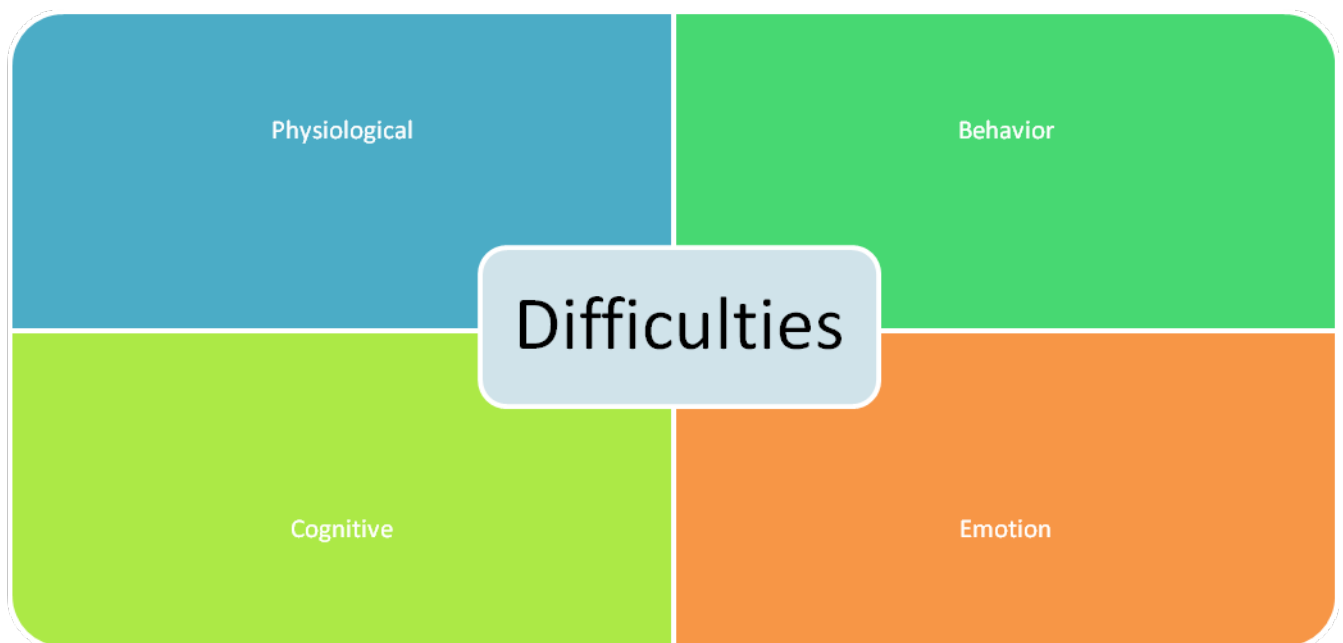 Physiological
Behavior
Difficulties
Cognitive
Emotion